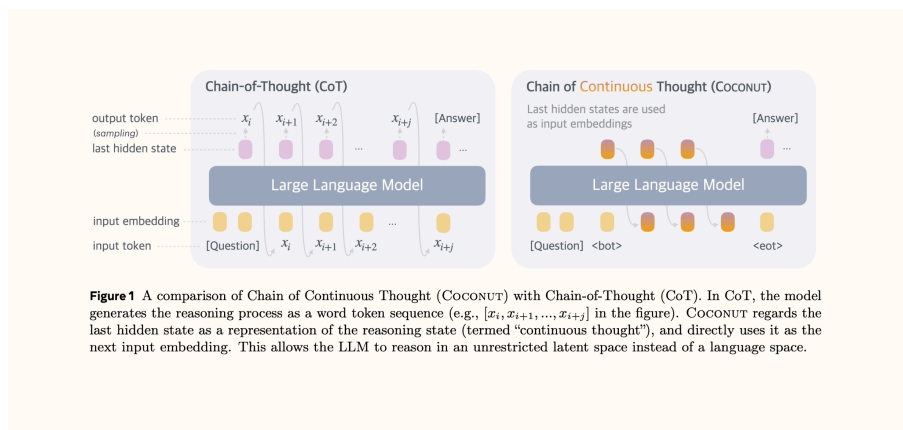 Chain-of-Thought (CoT)
output token x_i x_{i+1} x_{i+2} x_{i+j} [Answer]
(sampling)
last hidden state ... ...
Large Language Model
input embedding ...
input token [Question] x_i x_{i+1} x_{i+2} x_{i+j}
Chain of Continuous Thought (COCONUT)
Last hidden states are used
as input embeddings
[Answer]
...
Large Language Model
[Question] <bot> <eot>
Figure 1 A comparison of Chain of Continuous Thought (COCONUT) with Chain-of-Thought (CoT). In CoT, the model
generates the reasoning process as a word token sequence (e.g., [x_i, x_{i+1}, ..., x_{i+j}] in the figure). COCONUT regards the
last hidden state as a representation of the reasoning state (termed “continuous thought”), and directly uses it as the
next input embedding. This allows the LLM to reason in an unrestricted latent space instead of a language space.